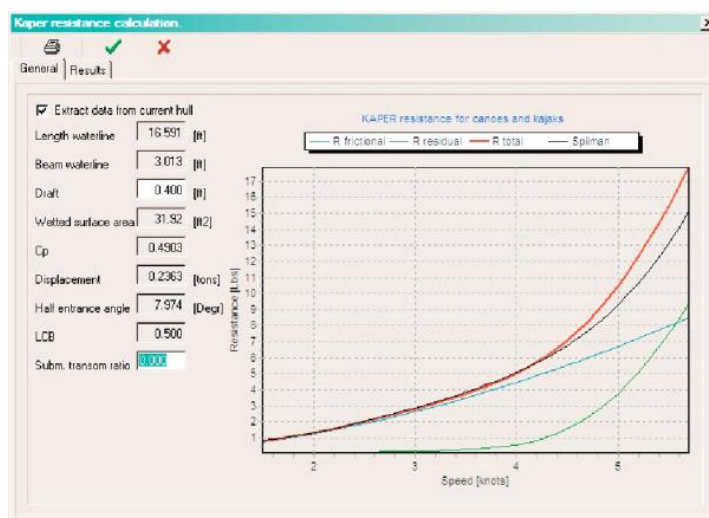 Kaper resistance calculation.
General Results
Extract data from current hull
Length waterline 16.591 [ft]
Beam waterline 3.013 [ft]
Draft 0.400 [ft]
Wetted surface area 31.92 [ft2]
Cp 0.4903
Displacement 0.2363 [tons]
Half entrance angle 7.974 [Degr]
LCB 0.500
Subm. transom ratio 0.000
KAPER resistance for canoes and kajaks
R frictional R residual R total Spilman
17
16
15
14
13
12
11
10
9
8
7
6
5
4
3
2
1
Resistance [Lbs]
2 3 4 5
Speed [knots]